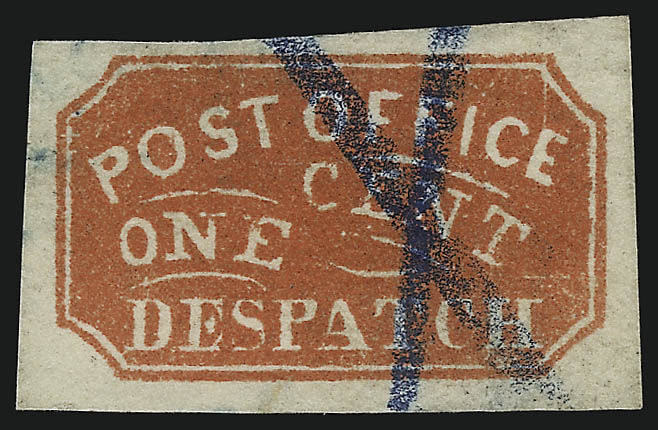 POST OFFICE
ONE CENT
DESPATCH